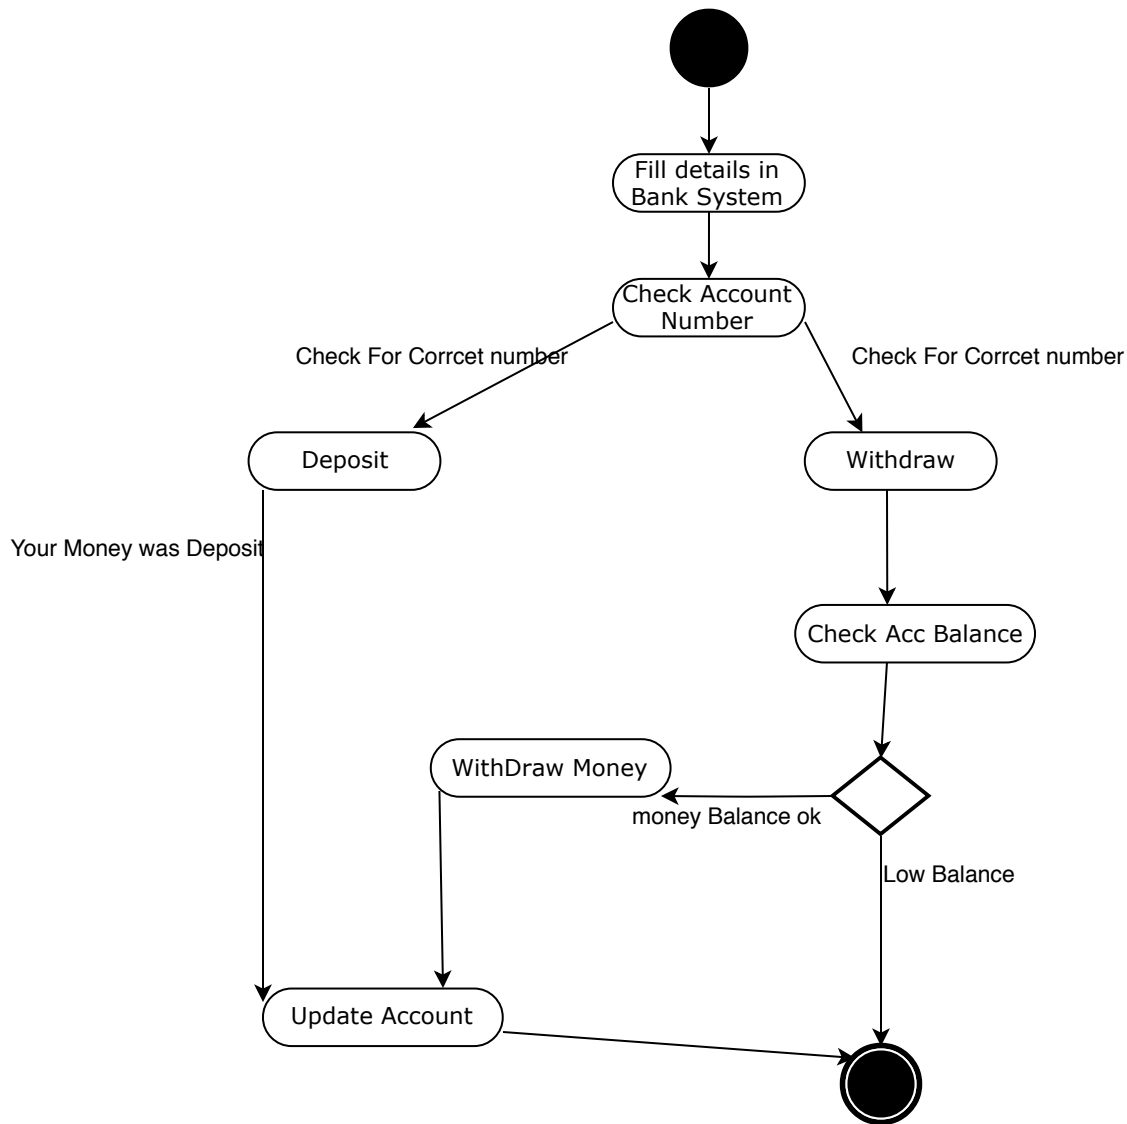 Fill details in
Bank System
Check Account
Number
Check For Corrcet number
Check For Corrcet number
Deposit
Withdraw
Your Money was Deposit
Check Acc Balance
WithDraw Money
money Balance ok
Low Balance
Update Account